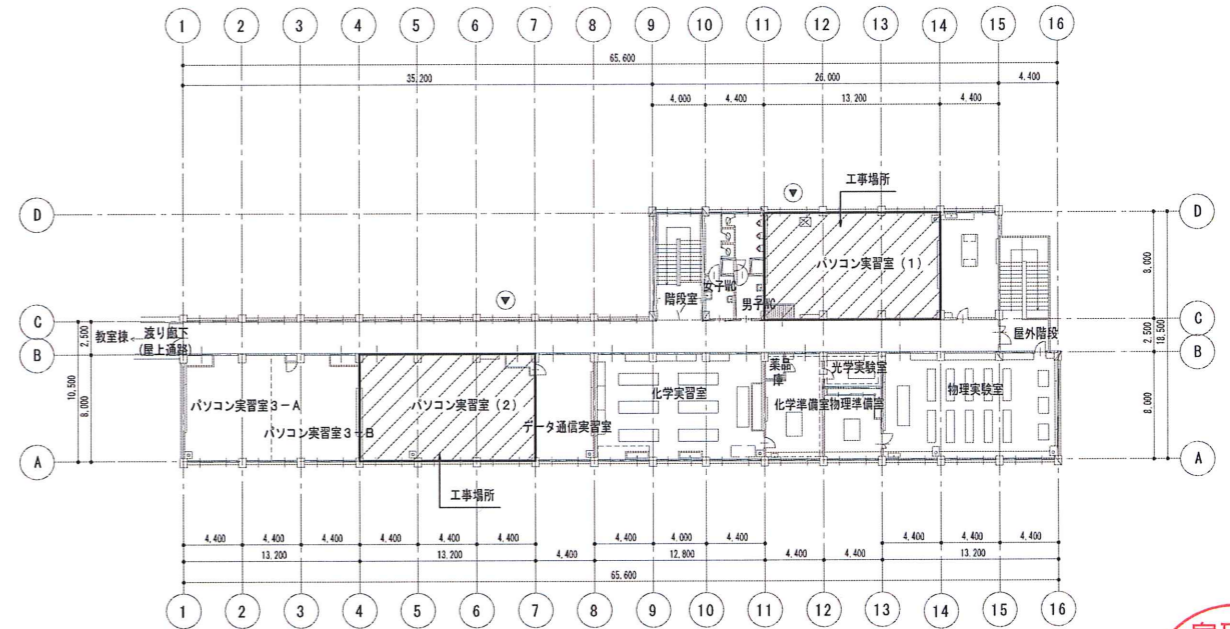 1 2 3 4 5 6 7 8 9 10 11 12 13 14 15 16
65.600
35.200 26.000 4.400
4.000 4.400 13.200 4.400
工事場所
D D
パソコン実習室(1)
8.000
女子WC
階段室
男子WC
C C
教室棟 ← 渡り廊下
(屋上通路)
2.500
屋外階段
2.500
18.500
B B
薬品庫
光学実験室
10.500
8.000
パソコン実習室3-A
パソコン実習室3-B
パソコン実習室(2)
データ通信実習室
化学実習室
化学準備室
物理準備室
物理実験室
8.000
A A
工事場所
4.400 4.400 4.400 4.400 4.400 4.400 4.400 4.000 4.400 4.400 4.400 4.400
13.200 13.200 4.400 12.800 4.400 4.400 13.200
65.600
1 2 3 4 5 6 7 8 9 10 11 12 13 14 15 16